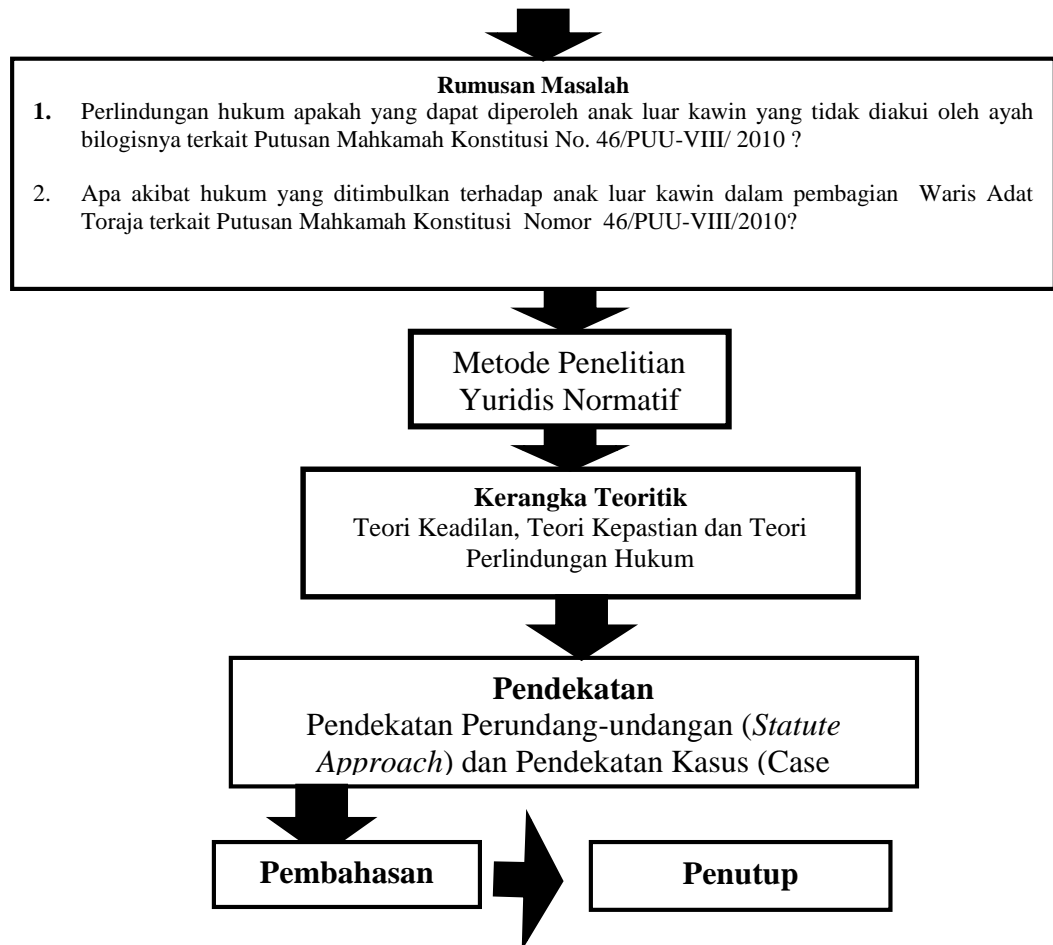 Rumusan Masalah
1. Perlindungan hukum apakah yang dapat diperoleh anak luar kawin yang tidak diakui oleh ayah
bilogisnya terkait Putusan Mahkamah Konstitusi No. 46/PUU-VIII/ 2010 ?
2. Apa akibat hukum yang ditimbulkan terhadap anak luar kawin dalam pembagian Waris Adat
Toraja terkait Putusan Mahkamah Konstitusi Nomor 46/PUU-VIII/2010?
Metode Penelitian
Yuridis Normatif
Kerangka Teoritik
Teori Keadilan, Teori Kepastian dan Teori
Perlindungan Hukum
Pendekatan
Pendekatan Perundang-undangan (Statute
Approach) dan Pendekatan Kasus (Case
Pembahasan
Penutup